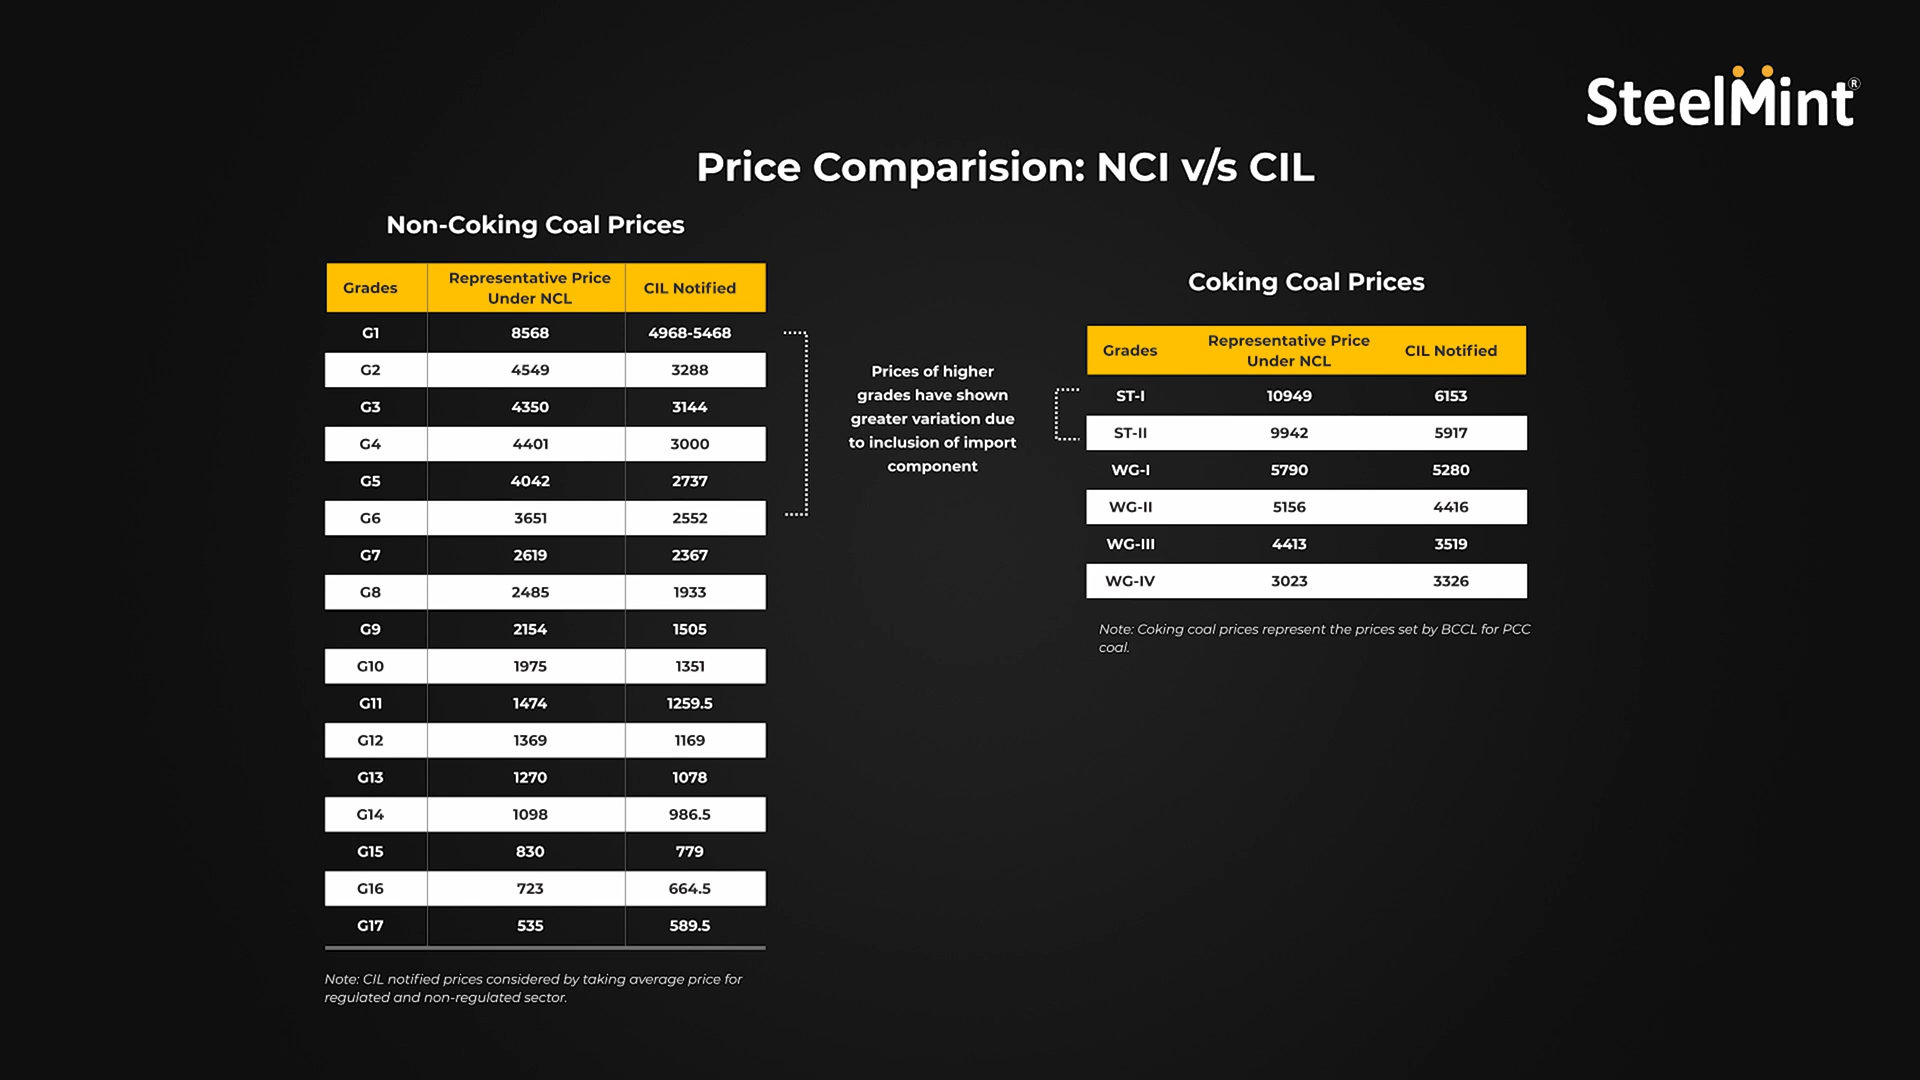 SteelMint®
Price Comparision: NCI v/s CIL
Non-Coking Coal Prices
Grades Representative Price Under NCL CIL Notified
G1 8568 4968-5468
G2 4549 3288
G3 4350 3144
G4 4401 3000
G5 4042 2737
G6 3651 2552
G7 2619 2367
G8 2485 1933
G9 2154 1505
G10 1975 1351
G11 1474 1259.5
G12 1369 1169
G13 1270 1078
G14 1098 986.5
G15 830 779
G16 723 664.5
G17 535 589.5
Note: CIL notified prices considered by taking average price for
regulated and non-regulated sector.
Prices of higher
grades have shown
greater variation due
to inclusion of import
component
Coking Coal Prices
Grades Representative Price Under NCL CIL Notified
ST-I 10949 6153
ST-II 9942 5917
WG-I 5790 5280
WG-II 5156 4416
WG-III 4413 3519
WG-IV 3023 3326
Note: Coking coal prices represent the prices set by BCCL for PCC
coal.